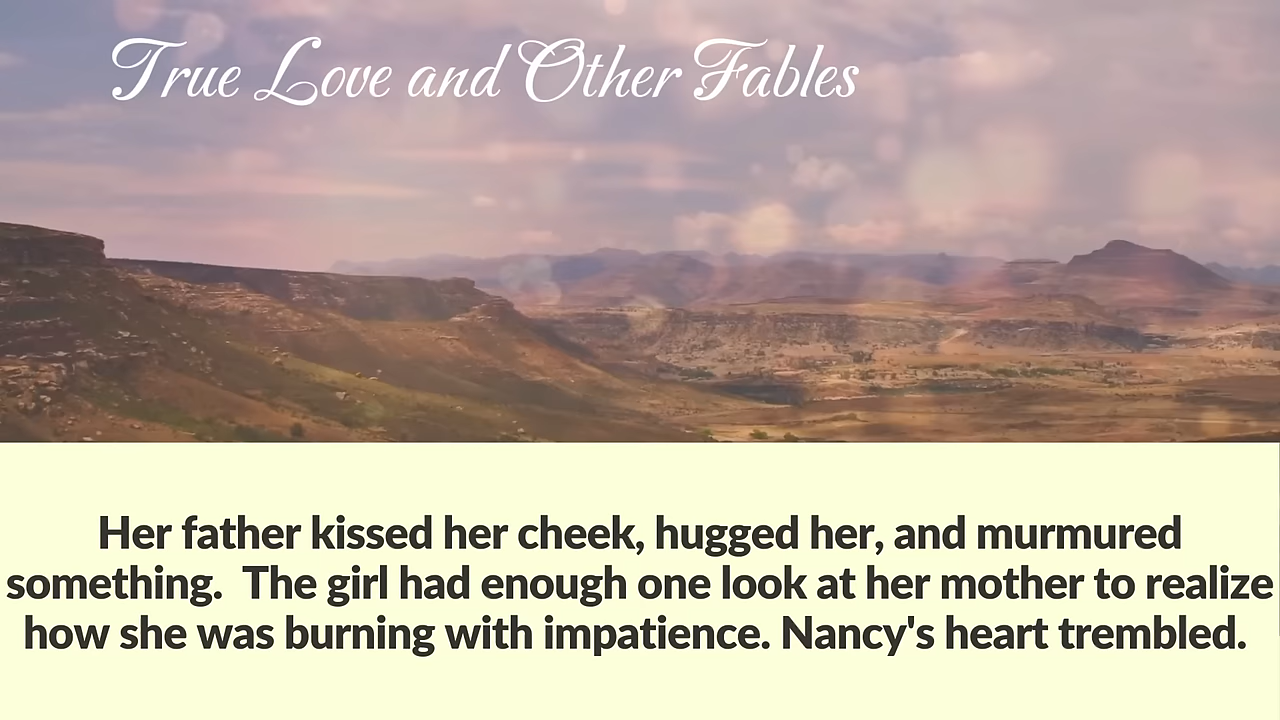 True Love and Other Fables
Her father kissed her cheek, hugged her, and murmured
something.  The girl had enough one look at her mother to realize
how she was burning with impatience. Nancy's heart trembled.